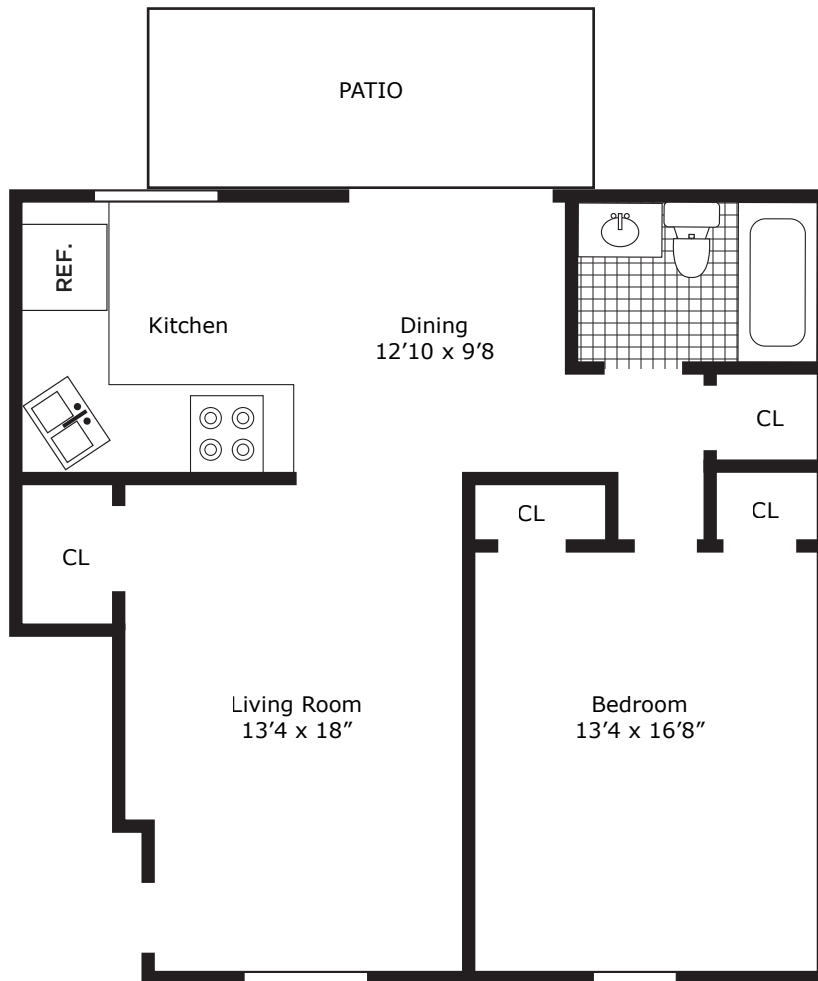 PATIO
REF.
Kitchen
Dining
12’10 x 9’8
CL
CL
CL
CL
Living Room
13’4 x 18”
Bedroom
13’4 x 16’8”